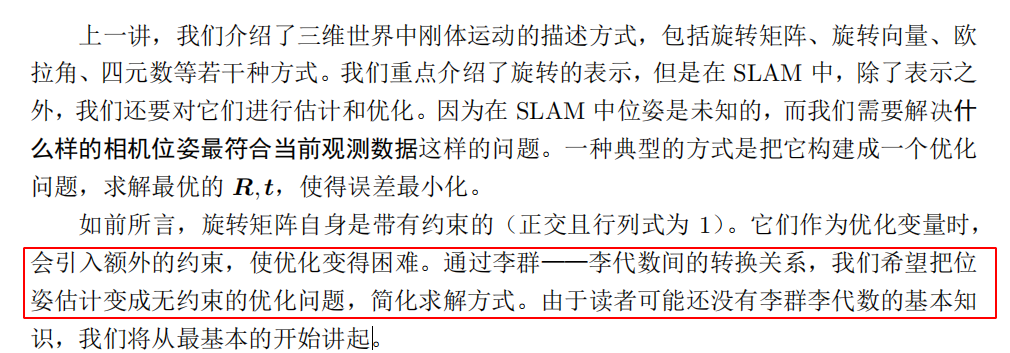 上一讲，我们介绍了三维世界中刚体运动的描述方式，包括旋转矩阵、旋转向量、欧
拉角、四元数等若干种方式。我们重点介绍了旋转的表示，但是在 SLAM 中，除了表示之
外，我们还要对它们进行估计和优化。因为在 SLAM 中位姿是未知的，而我们需要解决什
么样的相机位姿最符合当前观测数据这样的问题。一种典型的方式是把它构建成一个优化
问题，求解最优的 R, t，使得误差最小化。
如前所言，旋转矩阵自身是带有约束的（正交且行列式为 1）。它们作为优化变量时，
会引入额外的约束，使优化变得困难。通过李群——李代数间的转换关系，我们希望把位
姿估计变成无约束的优化问题，简化求解方式。由于读者可能还没有李群李代数的基本知
识，我们将从最基本的开始讲起。